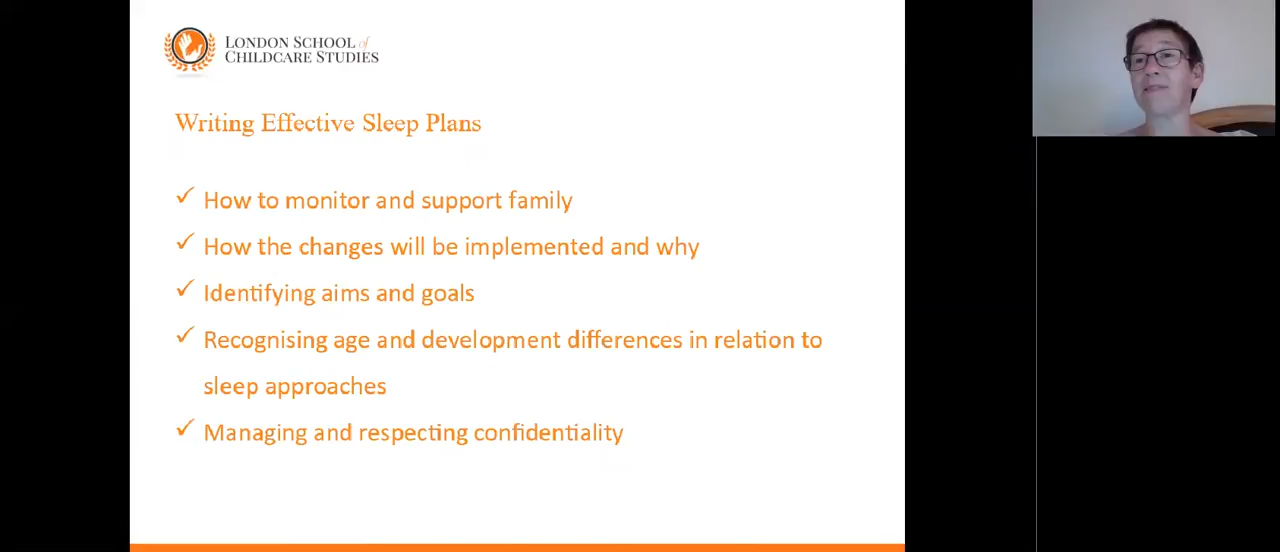 LONDON SCHOOL of
CHILDCARE STUDIES
Writing Effective Sleep Plans
✓ How to monitor and support family
✓ How the changes will be implemented and why
✓ Identifying aims and goals
✓ Recognising age and development differences in relation to
sleep approaches
✓ Managing and respecting confidentiality